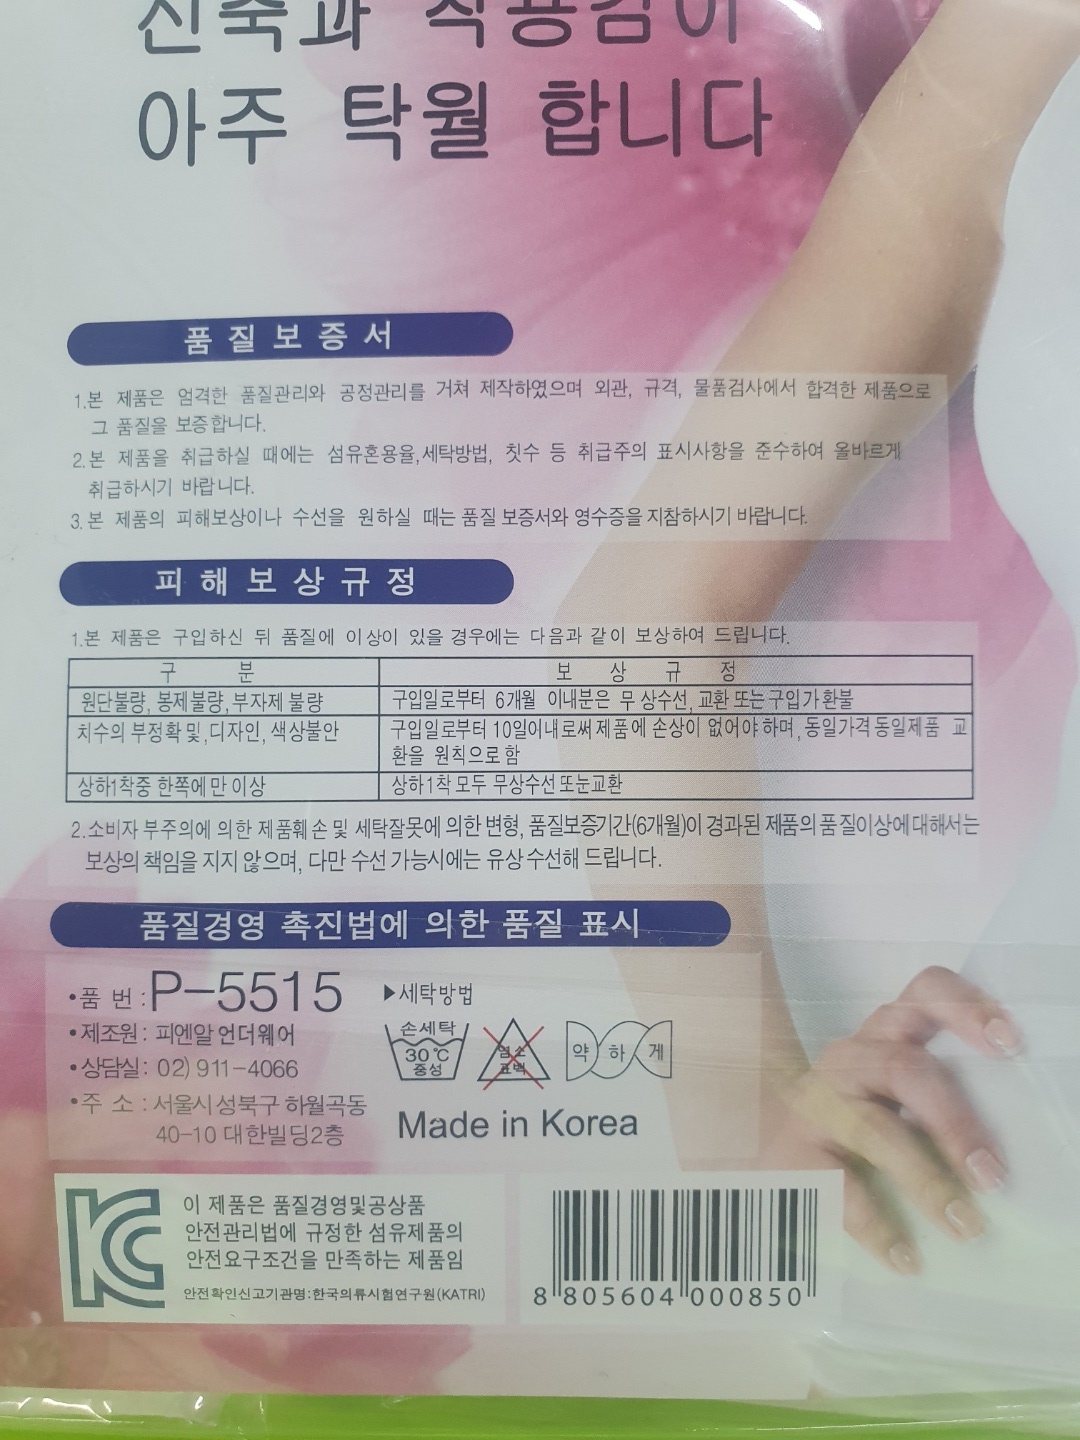 신축과 착용감이
아주 탁월 합니다
품질보증서
1.본 제품은 엄격한 품질관리와 공정관리를 거쳐 제작하였으며 외관, 규격, 물품검사에서 합격한 제품으로
그 품질을 보증합니다.
2.본 제품을 취급하실 때에는 섬유혼용율,세탁방법, 칫수 등 취급주의 표시사항을 준수하여 올바르게
취급하시기 바랍니다.
3.본 제품의 피해보상이나 수선을 원하실 때는 품질 보증서와 영수증을 지참하시기 바랍니다.
피해보상규정
1.본 제품은 구입하신 뒤 품질에 이상이 있을 경우에는 다음과 같이 보상하여 드립니다.
구 분 보 상 규 정
원단불량, 봉제불량,부자제 불량 구입일로부터 6개월 이내분은 무 상수선, 교환 또는 구입가 환불
치수의 부정확 및 ,디자인, 색상불안 구입일로부터 10일이내로써 제품에 손상이 없어야 하며 , 동일가격 동일제품 교
환을 원칙으로 함
상하1착중 한쪽에 만 이상 상하 1착 모두 무상수선 또눈교환
2.소비자 부주의에 의한 제품훼 손 및 세탁잘못에 의한 변형, 품질보증기간(6개월)이 경과된 제품의 품질이상에 대해서는
보상의 책임을 지지 않으며, 다만 수선 가능시에는 유상 수선해 드립니다.
품질경영 촉진법에 의한 품질 표시
•품 번 : P-5515
▶세탁방법
•제조원 : 피엔알 언더웨어
•상담실 : 02) 911-4066
•주 소 : 서울시 성북구 하월곡동
40-10 대한빌딩2층
손세탁
30℃
중성
염소
표백
약 하 게
Made in Korea
이 제품은 품질경영및공상품
안전관리법에 규정한 섬유제품의
안전요구조건을 만족하는 제품임
안전확인신고기관명:한국의류시험연구원(KATRI)
8 805604 000850